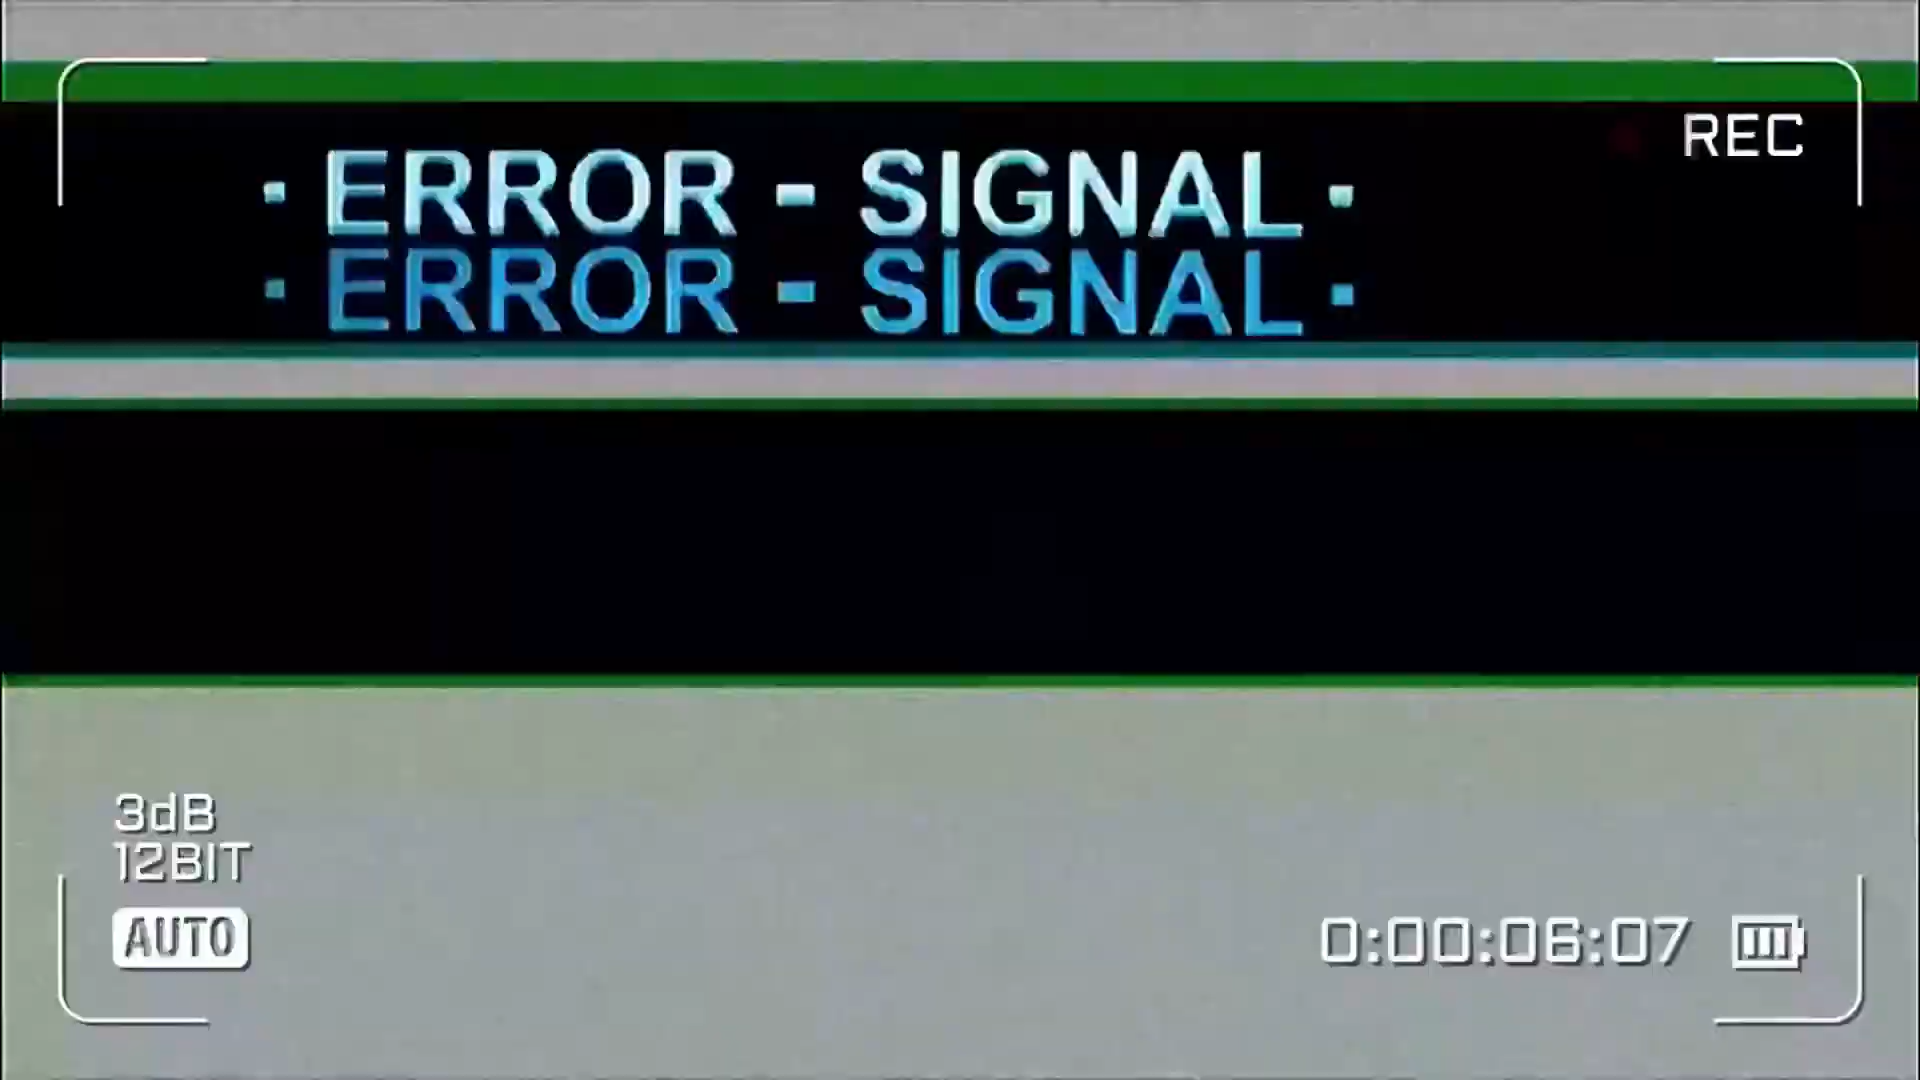 REC
· ERROR - SIGNAL ·
· ERROR - SIGNAL ·
3dB
12BIT
AUTO
0:00:06:07